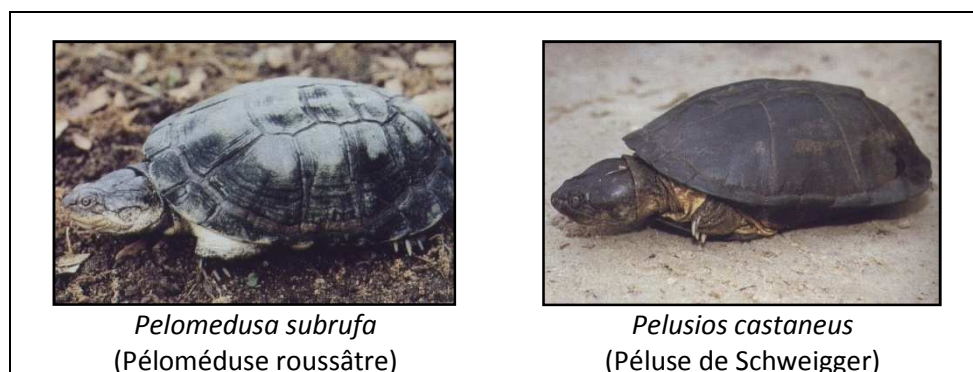 Pelomedusa subrufa
(Péloméduse roussâtre)
Pelusios castaneus
(Péluse de Schweigger)